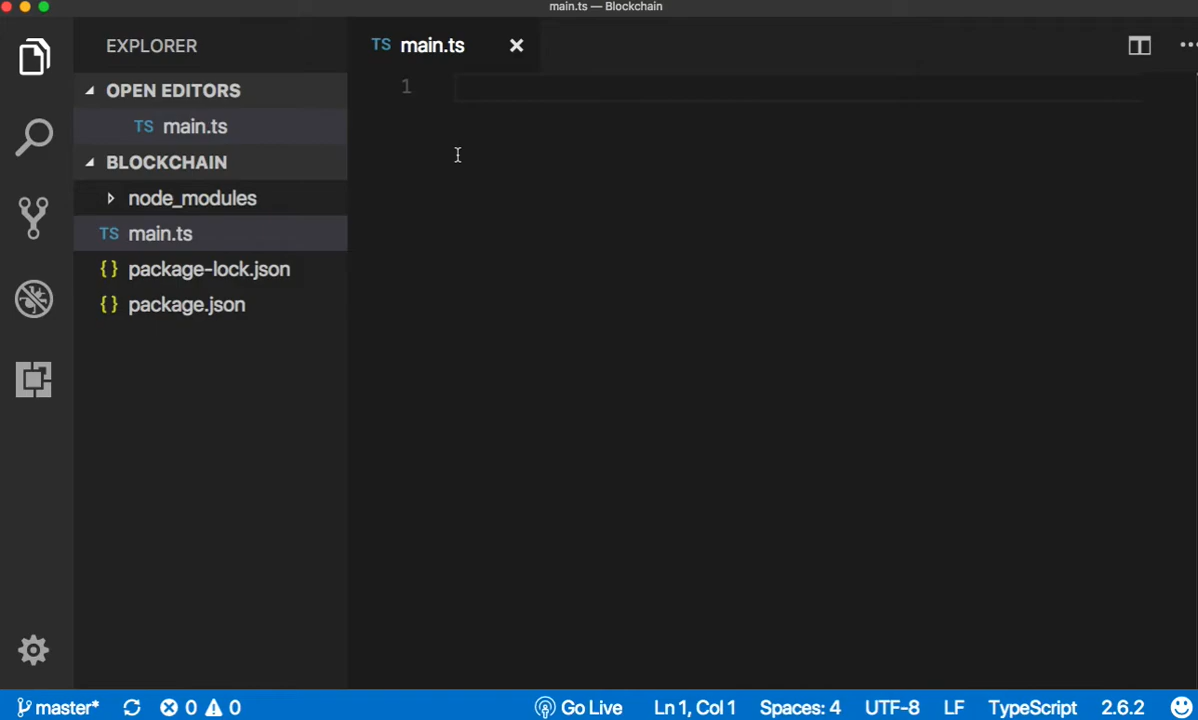 main.ts — Blockchain
EXPLORER
OPEN EDITORS
TS main.ts
BLOCKCHAIN
node_modules
TS main.ts
{} package-lock.json
{} package.json
TS main.ts
1
master*
0 0
Go Live
Ln 1, Col 1
Spaces: 4
UTF-8
LF
TypeScript
2.6.2